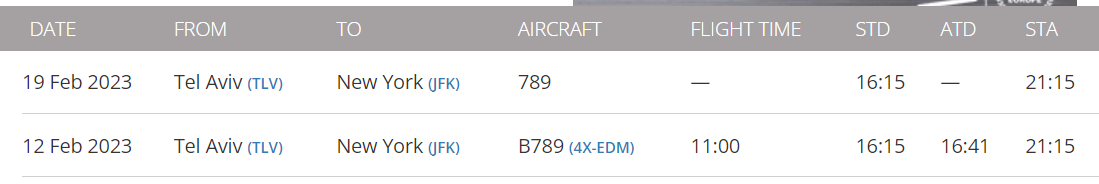 EUROPE
DATE FROM TO AIRCRAFT FLIGHT TIME STD ATD STA
19 Feb 2023 Tel Aviv (TLV) New York (JFK) 789 — 16:15 — 21:15
12 Feb 2023 Tel Aviv (TLV) New York (JFK) B789 (4X-EDM) 11:00 16:15 16:41 21:15